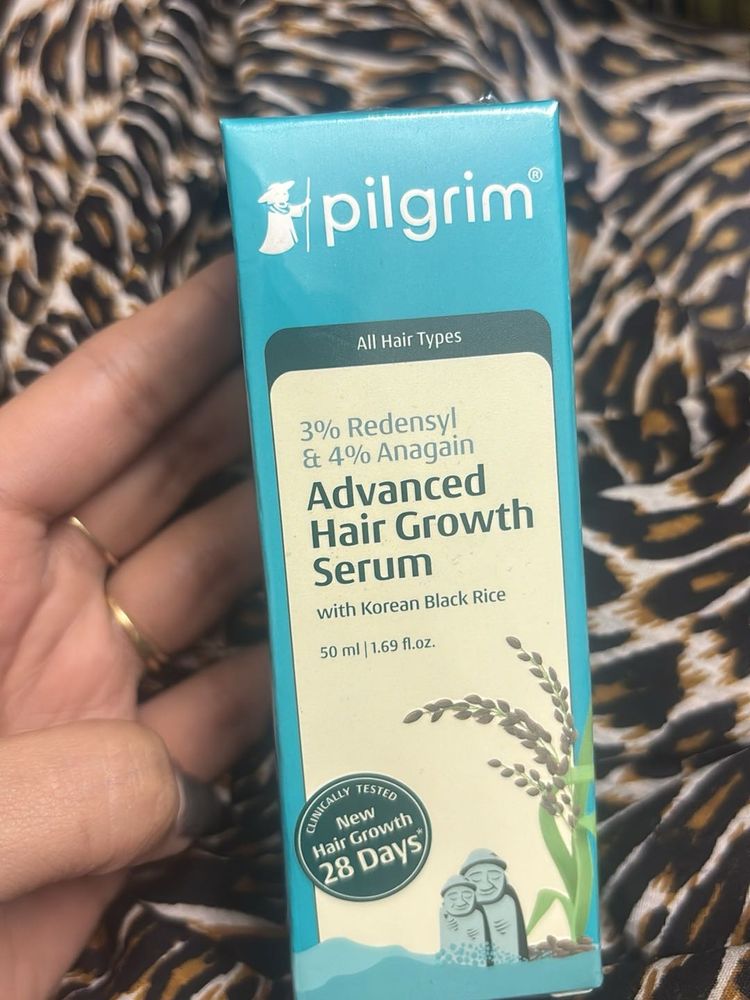 pilgrim®
All Hair Types
3% Redensyl
& 4% Anagain
Advanced
Hair Growth
Serum
with Korean Black Rice
50 ml | 1.69 fl.oz.
CLINICALLY TESTED
New
Hair Growth
28 Days*